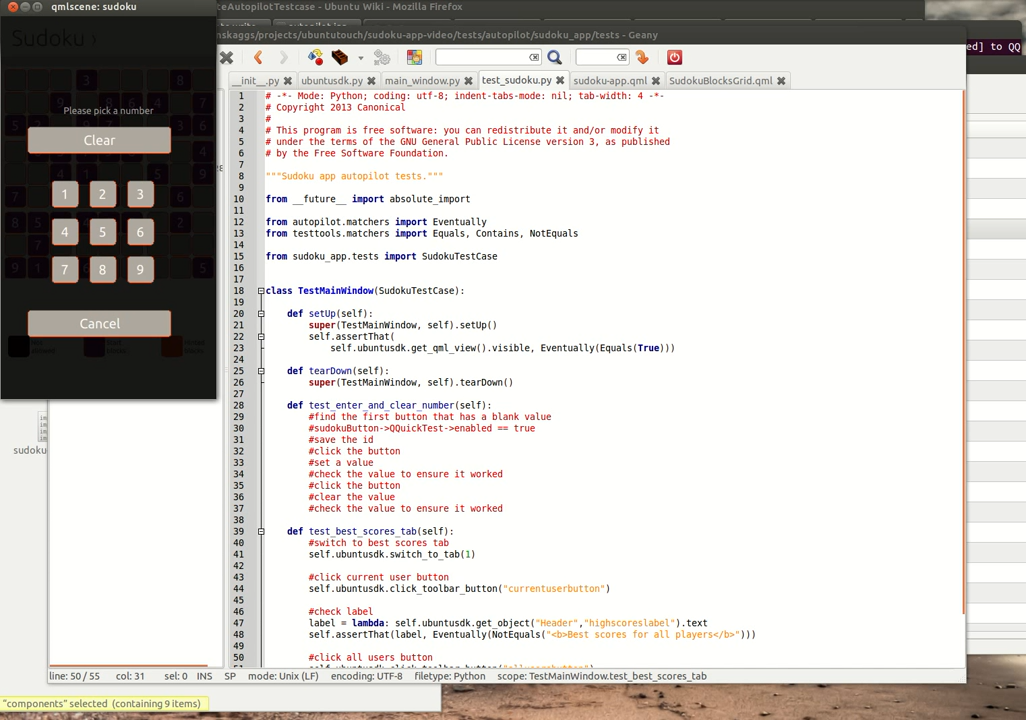 qmlscene: sudoku
ceAutopilotTestcase - Ubuntu Wiki - Mozilla Firefox
nskaggs/projects/ubuntutouch/sudoku-app-video/tests/autopilot/sudoku_app/tests - Geany
ed] to QQ
Sudoku ›
Please pick a number
Clear
1 2 3
4 5 6
7 8 9
Cancel
sudoku
__init__.py ubuntusdk.py main_window.py test_sudoku.py sudoku-app.qml SudokuBlocksGrid.qml
1 # -*- Mode: Python; coding: utf-8; indent-tabs-mode: nil; tab-width: 4 -*-
2 # Copyright 2013 Canonical
3 #
4 # This program is free software: you can redistribute it and/or modify it
5 # under the terms of the GNU General Public License version 3, as published
6 # by the Free Software Foundation.
7
8 """Sudoku app autopilot tests."""
9
10 from __future__ import absolute_import
11
12 from autopilot.matchers import Eventually
13 from testtools.matchers import Equals, Contains, NotEquals
14
15 from sudoku_app.tests import SudokuTestCase
16
17
18 class TestMainWindow(SudokuTestCase):
19
20 def setUp(self):
21 super(TestMainWindow, self).setUp()
22 self.assertThat(
23 self.ubuntusdk.get_qml_view().visible, Eventually(Equals(True)))
24
25 def tearDown(self):
26 super(TestMainWindow, self).tearDown()
27
28 def test_enter_and_clear_number(self):
29 #find the first button that has a blank value
30 #sudokuButton->QQuickTest->enabled == true
31 #save the id
32 #click the button
33 #set a value
34 #check the value to ensure it worked
35 #click the button
36 #clear the value
37 #check the value to ensure it worked
38
39 def test_best_scores_tab(self):
40 #switch to best scores tab
41 self.ubuntusdk.switch_to_tab(1)
42
43 #click current user button
44 self.ubuntusdk.click_toolbar_button("currentuserbutton")
45
46 #check label
47 label = lambda: self.ubuntusdk.get_object("Header","highscoreslabel").text
48 self.assertThat(label, Eventually(NotEquals("<b>Best scores for all players</b>")))
49
50 #click all users button
line: 50 / 55 col: 31 sel: 0 INS SP mode: Unix (LF) encoding: UTF-8 filetype: Python scope: TestMainWindow.test_best_scores_tab
"components" selected (containing 9 items)